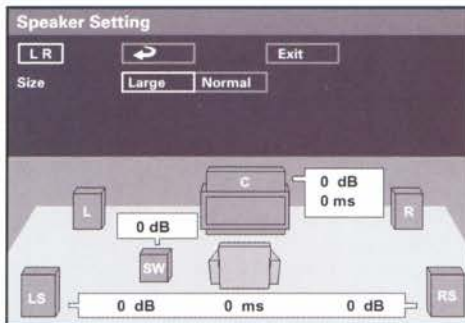 Speaker Setting
L R Exit
Size Large Normal
C
0 dB
0 ms
L R
0 dB
SW
LS RS
0 dB 0 ms 0 dB